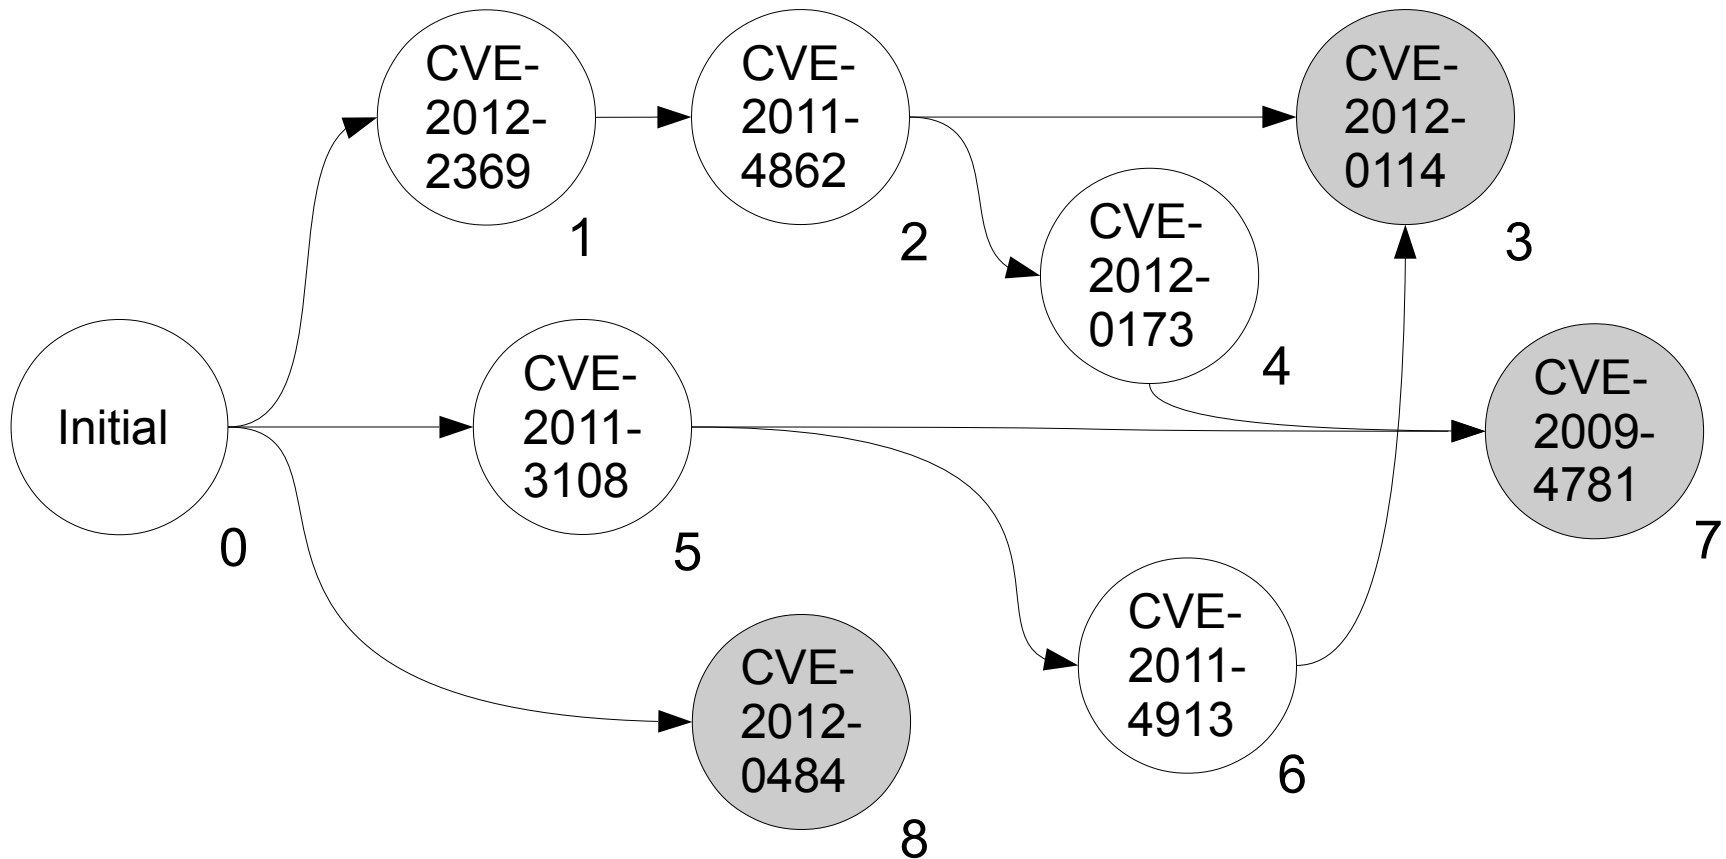 CVE-
2012-
2369
1
CVE-
2011-
4862
2
CVE-
2012-
0114
3
CVE-
2012-
0173
4
Initial
0
CVE-
2011-
3108
5
CVE-
2009-
4781
7
CVE-
2011-
4913
6
CVE-
2012-
0484
8